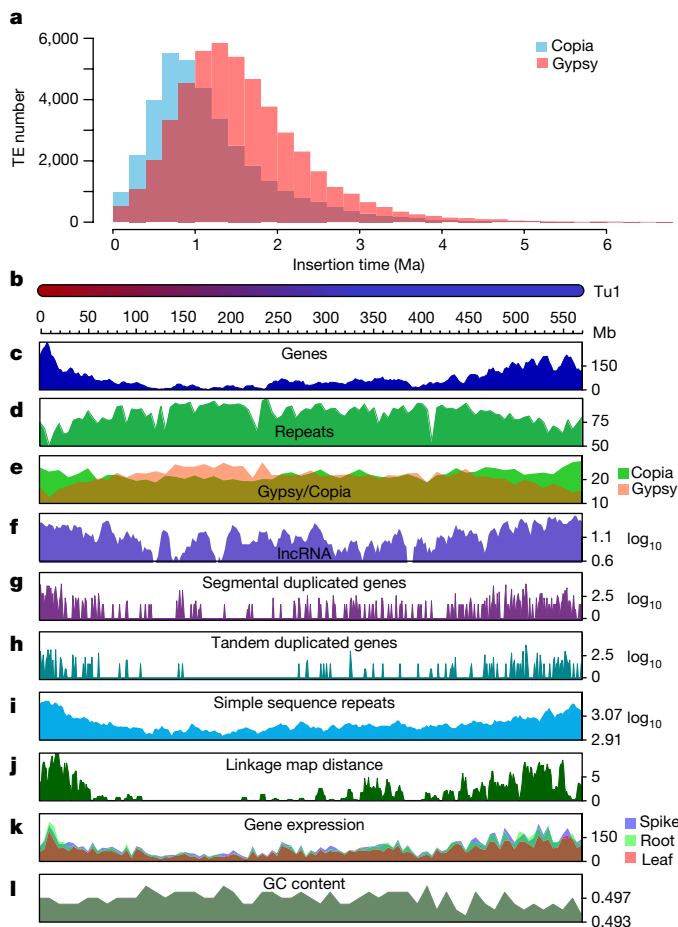 a
6,000
4,000
2,000
0
TE number
Copia
Gypsy
0 1 2 3 4 5 6
Insertion time (Ma)
b
Tu1
0 50 100 150 200 250 300 350 400 450 500 550
Mb
c
Genes
150
0
d
Repeats
75
50
e
Gypsy/Copia
20
10
Copia
Gypsy
f
lncRNA
1.1
0.6
log10
g
Segmental duplicated genes
2.5
0
log10
h
Tandem duplicated genes
2.5
0
log10
i
Simple sequence repeats
3.07
2.91
log10
j
Linkage map distance
5
0
k
Gene expression
150
0
Spike
Root
Leaf
l
GC content
0.497
0.493